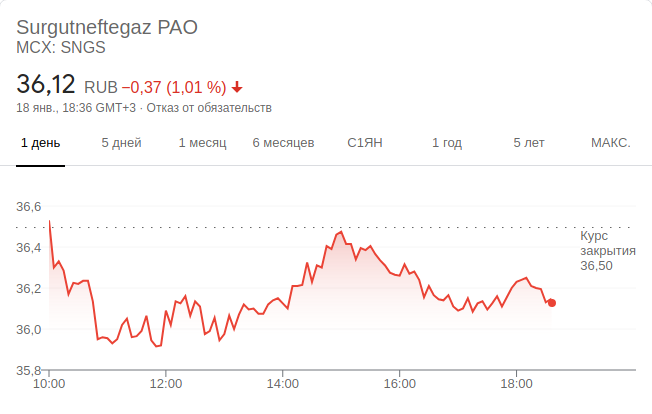 Surgutneftegaz PAO
MCX: SNGS
36,12 RUB −0,37 (1,01 %)
18 янв., 18:36 GMT+3 · Отказ от обязательств
1 день 5 дней 1 месяц 6 месяцев С1ЯН 1 год 5 лет МАКС.
36,6
Курс
36,4
закрытия
36,50
36,2
36,0
35,8
10:00 12:00 14:00 16:00 18:00